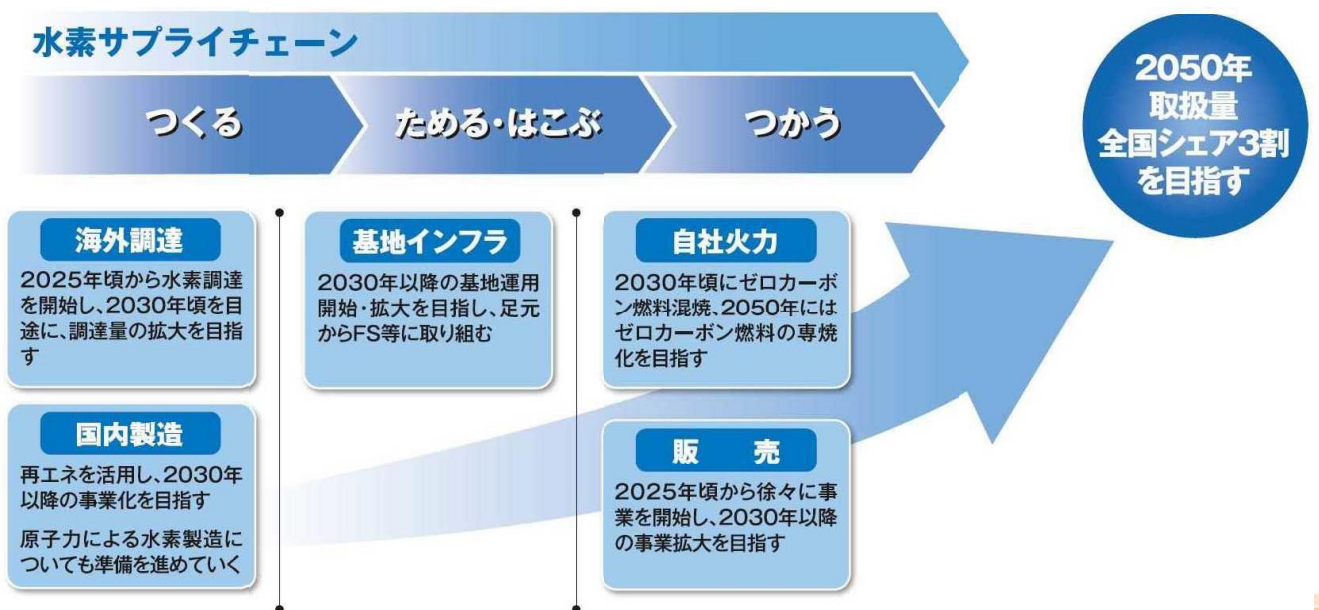 水素サプライチェーン
つくる
ためる・はこぶ
つかう
2050年
取扱量
全国シェア3割
を目指す
海外調達
2025年頃から水素調達
を開始し、2030年頃を目
途に、調達量の拡大を目指
す
国内製造
再エネを活用し、2030年
以降の事業化を目指す
原子力による水素製造に
ついても準備を進めていく
基地インフラ
2030年以降の基地運用
開始・拡大を目指し、足元
からFS等に取り組む
自社火力
2030年頃にゼロカーボ
ン燃料混焼、2050年には
ゼロカーボン燃料の専焼
化を目指す
販　売
2025年頃から徐々に事
業を開始し、2030年以降
の事業拡大を目指す